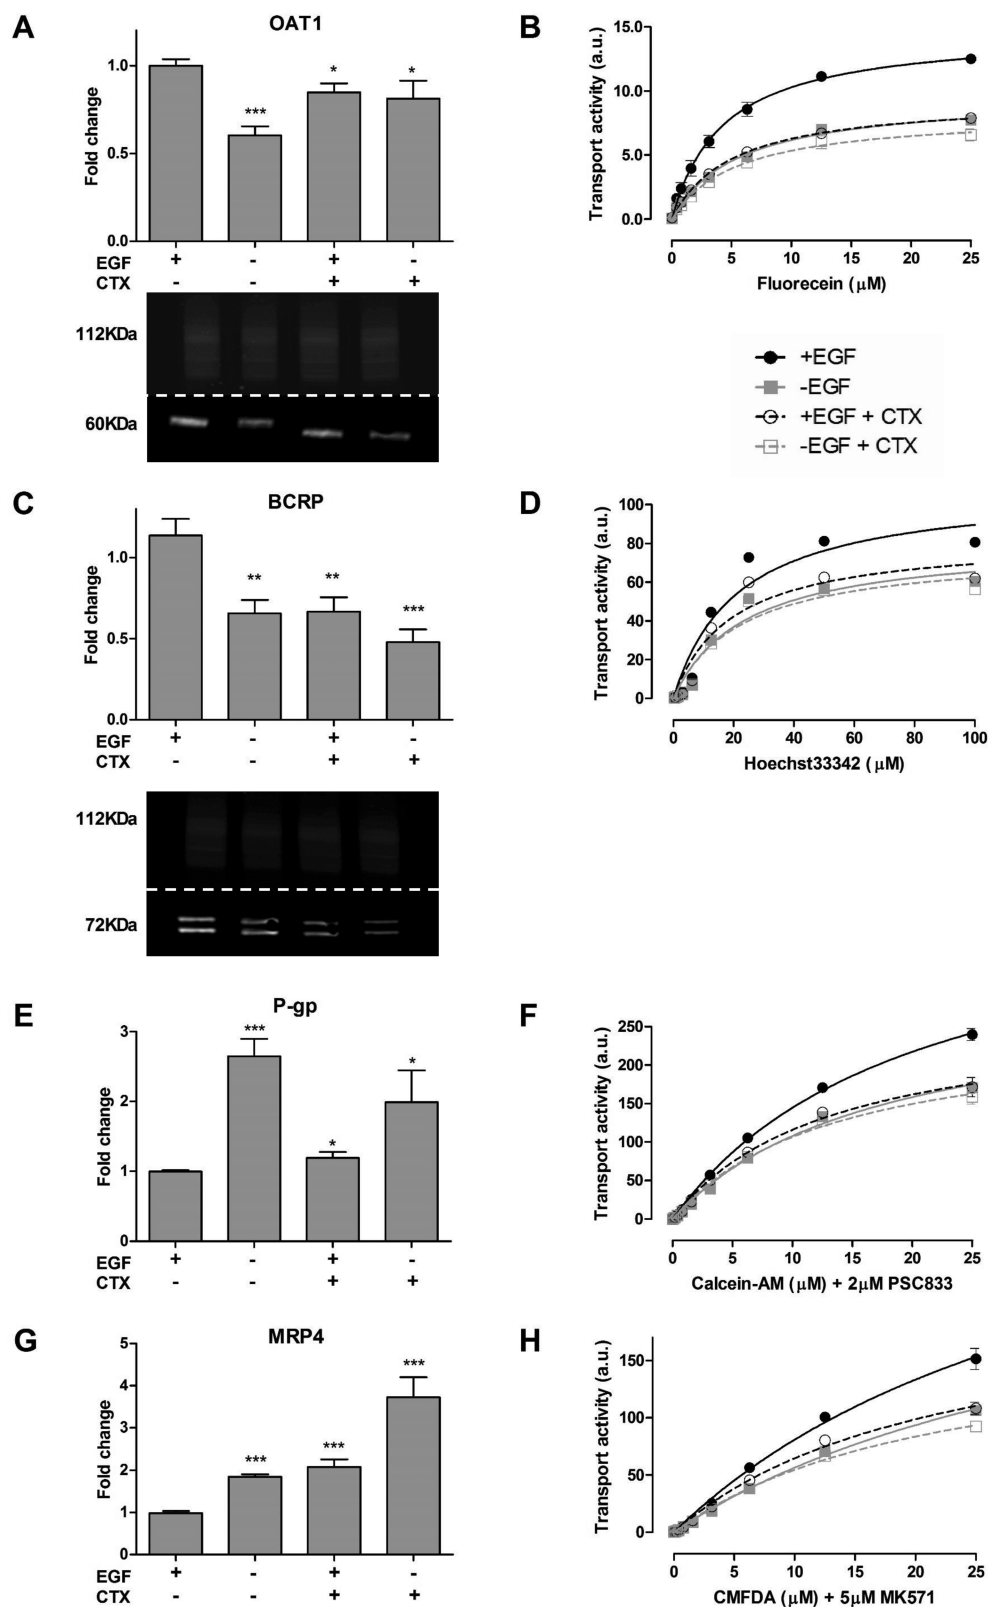 A
OAT1
Fold change
1.0
0.5
0.0
*** * *
EGF + - + -
CTX - - + +
112KDa
60KDa
B
Transport activity (a.u.)
15.0
10.0
5.0
0.0
0 5 10 15 20 25
Fluorecein (μM)
+EGF
-EGF
+EGF + CTX
-EGF + CTX
C
BCRP
Fold change
1.0
0.5
0.0
** ** ***
EGF + - + -
CTX - - + +
112KDa
72KDa
D
Transport activity (a.u.)
100
80
60
40
20
0
0 20 40 60 80 100
Hoechst33342 (μM)
E
P-gp
Fold change
3
2
1
0
*** * *
EGF + - + -
CTX - - + +
F
Transport activity (a.u.)
250
200
150
100
50
0
0 5 10 15 20 25
Calcein-AM (μM) + 2μM PSC833
G
MRP4
Fold change
5
4
3
2
1
0
*** *** ***
EGF + - + -
CTX - - + +
H
Transport activity (a.u.)
150
100
50
0
0 5 10 15 20 25
CMFDA (μM) + 5μM MK571